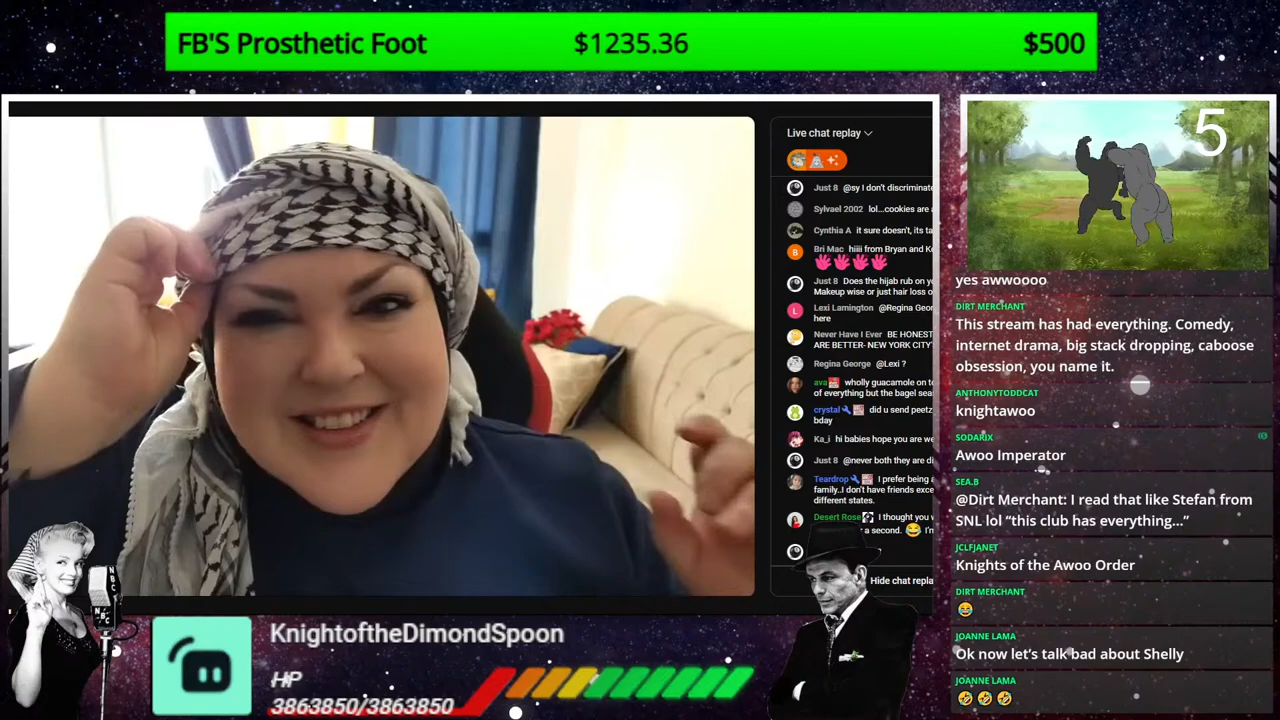 FB'S Prosthetic Foot $1235.36 $500
Live chat replay
Just 8 @sy I don't discriminate
Sylvael 2002 lol...cookies are
Cynthia A it sure doesn't, its ta
Bri Mac hiiii from Bryan and Ke
Just 8 Does the hijab rub on yo
Makeup wise or just hair loss o
Lexi Lamington @Regina Geor
here
Never Have I Ever BE HONEST
ARE BETTER- NEW YORK CITY
Regina George @Lexi ?
ava wholly guacamole on to
of everything but the bagel sea
crystal did u send peetz
bday
Ka_i hi babies hope you are we
Just 8 @never both they are di
Teardrop I prefer being a
family..I don't have friends exce
different states.
Desert Rose I thought you w
a second. I'm
Hide chat repla
5
yes awwoooo
DIRT MERCHANT
This stream has had everything. Comedy,
internet drama, big stack dropping, caboose
obsession, you name it.
ANTHONYTODDCAT
knightawoo
SODARIX
Awoo Imperator
SEA.B
@Dirt Merchant: I read that like Stefan from
SNL lol "this club has everything..."
JCLFJANET
Knights of the Awoo Order
DIRT MERCHANT
JOANNE LAMA
Ok now let's talk bad about Shelly
JOANNE LAMA
NBC
NBC
KnightoftheDimondSpoon
HP
3863850/3863850